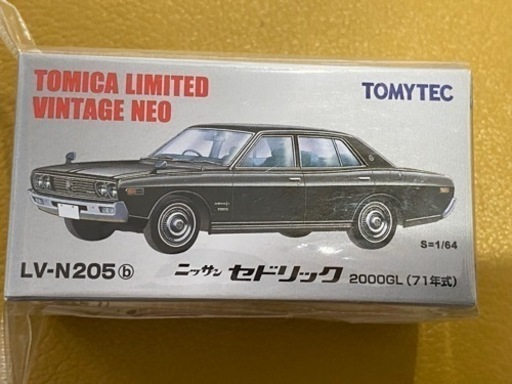 TOMICA LIMITED
VINTAGE NEO
TOMYTEC
S=1/64
LV-N205ⓑ ニッサン セドリック 2000GL (71年式)